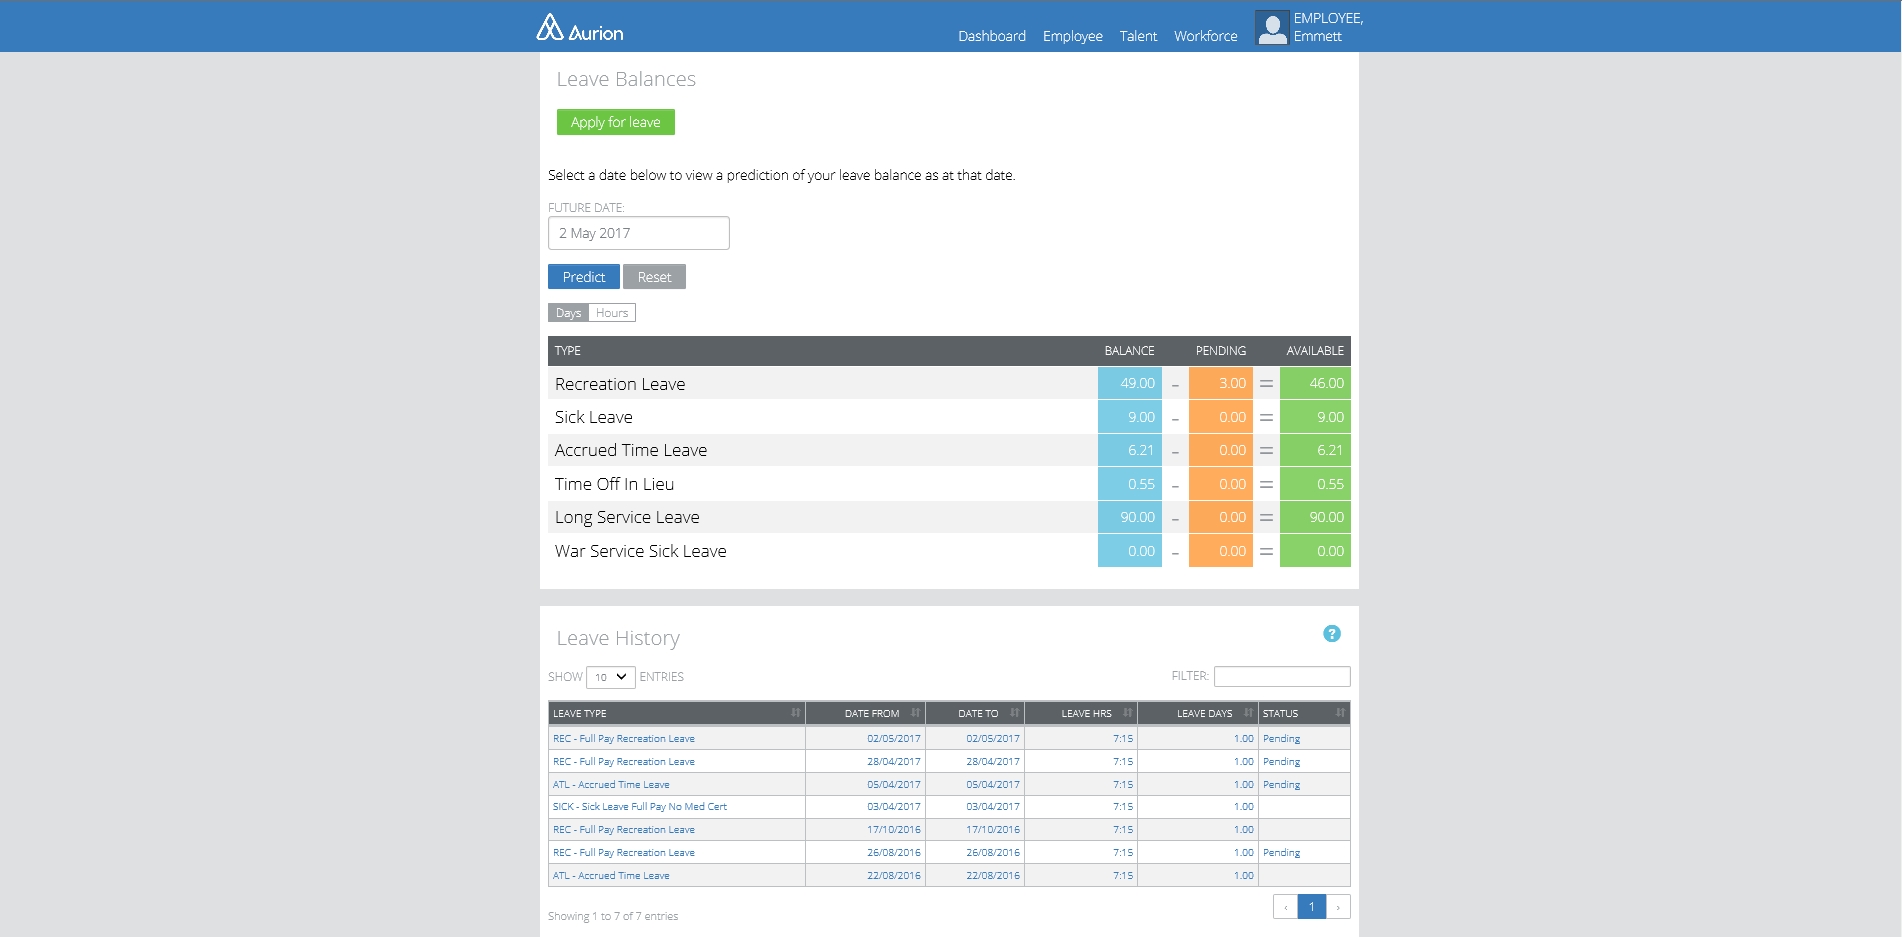 Aurion
Dashboard Employee Talent Workforce EMPLOYEE, Emmett
Leave Balances
Apply for leave
Select a date below to view a prediction of your leave balance as at that date.
FUTURE DATE:
2 May 2017
Predict Reset
Days Hours
TYPE BALANCE PENDING AVAILABLE
Recreation Leave 49.00 - 3.00 = 46.00
Sick Leave 9.00 - 0.00 = 9.00
Accrued Time Leave 6.21 - 0.00 = 6.21
Time Off In Lieu 0.55 - 0.00 = 0.55
Long Service Leave 90.00 - 0.00 = 90.00
War Service Sick Leave 0.00 - 0.00 = 0.00
Leave History ?
SHOW 10 ENTRIES FILTER:
LEAVE TYPE DATE FROM DATE TO LEAVE HRS LEAVE DAYS STATUS
REC - Full Pay Recreation Leave 02/05/2017 02/05/2017 7:15 1.00 Pending
REC - Full Pay Recreation Leave 28/04/2017 28/04/2017 7:15 1.00 Pending
ATL - Accrued Time Leave 05/04/2017 05/04/2017 7:15 1.00 Pending
SICK - Sick Leave Full Pay No Med Cert 03/04/2017 03/04/2017 7:15 1.00
REC - Full Pay Recreation Leave 17/10/2016 17/10/2016 7:15 1.00
REC - Full Pay Recreation Leave 26/08/2016 26/08/2016 7:15 1.00 Pending
ATL - Accrued Time Leave 22/08/2016 22/08/2016 7:15 1.00
Showing 1 to 7 of 7 entries ‹ 1 ›